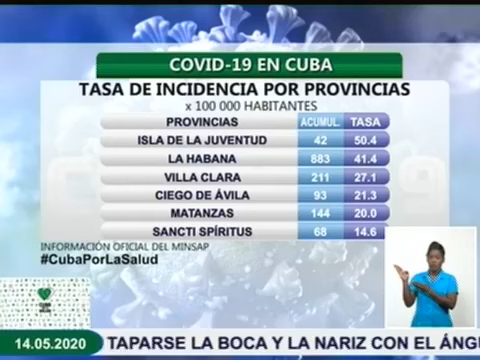 COVID-19 EN CUBA
TASA DE INCIDENCIA POR PROVINCIAS
x 100 000 HABITANTES
PROVINCIAS ACUMUL. TASA
ISLA DE LA JUVENTUD 42 50.4
LA HABANA 883 41.4
VILLA CLARA 211 27.1
CIEGO DE ÁVILA 93 21.3
MATANZAS 144 20.0
SANCTI SPÍRITUS 68 14.6
INFORMACIÓN OFICIAL DEL MINSAP
#CubaPorLaSalud
14.05.2020 TAPARSE LA BOCA Y LA NARIZ CON EL ÁNGU